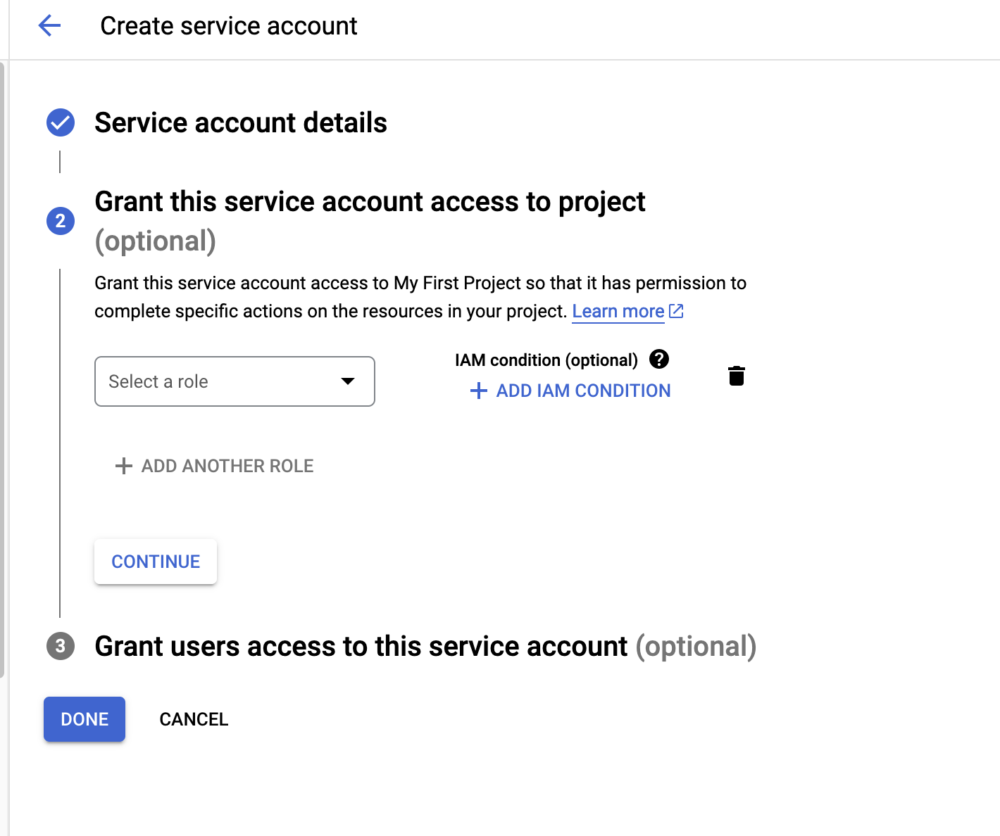 Create service account
Service account details
2
Grant this service account access to project
(optional)
Grant this service account access to My First Project so that it has permission to
complete specific actions on the resources in your project. Learn more
Select a role
IAM condition (optional) ?
+ ADD IAM CONDITION
+ ADD ANOTHER ROLE
CONTINUE
3 Grant users access to this service account (optional)
DONE CANCEL